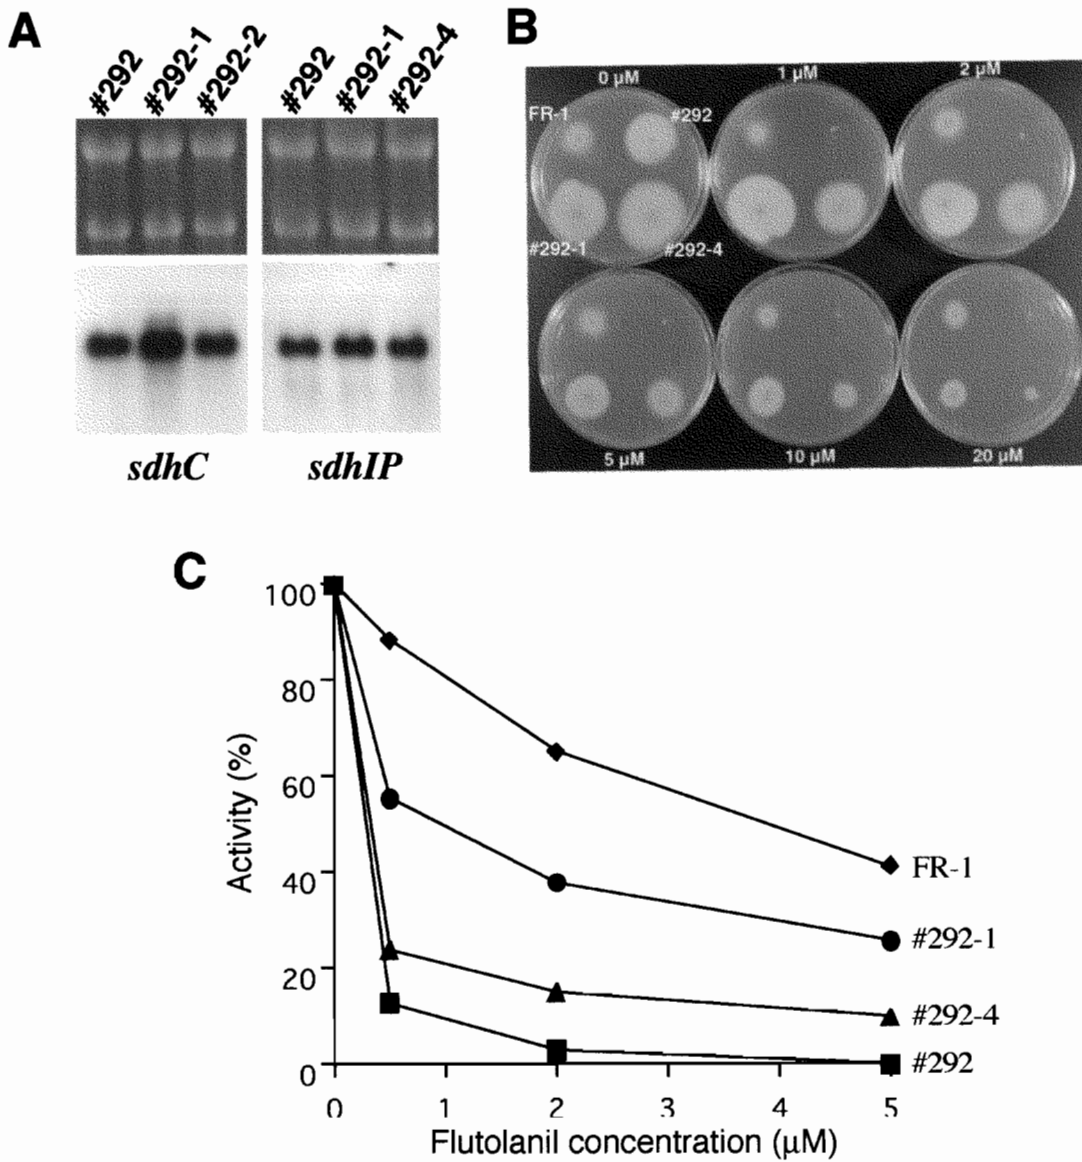 A
#292
#292-1
#292-2
#292
#292-1
#292-4
sdhC
sdhIP
B
0 µM
1 µM
2 µM
FR-1
#292
#292-1
#292-4
5 µM
10 µM
20 µM
C
100
80
60
40
20
0
Activity (%)
0 1 2 3 4 5
Flutolanil concentration (µM)
FR-1
#292-1
#292-4
#292